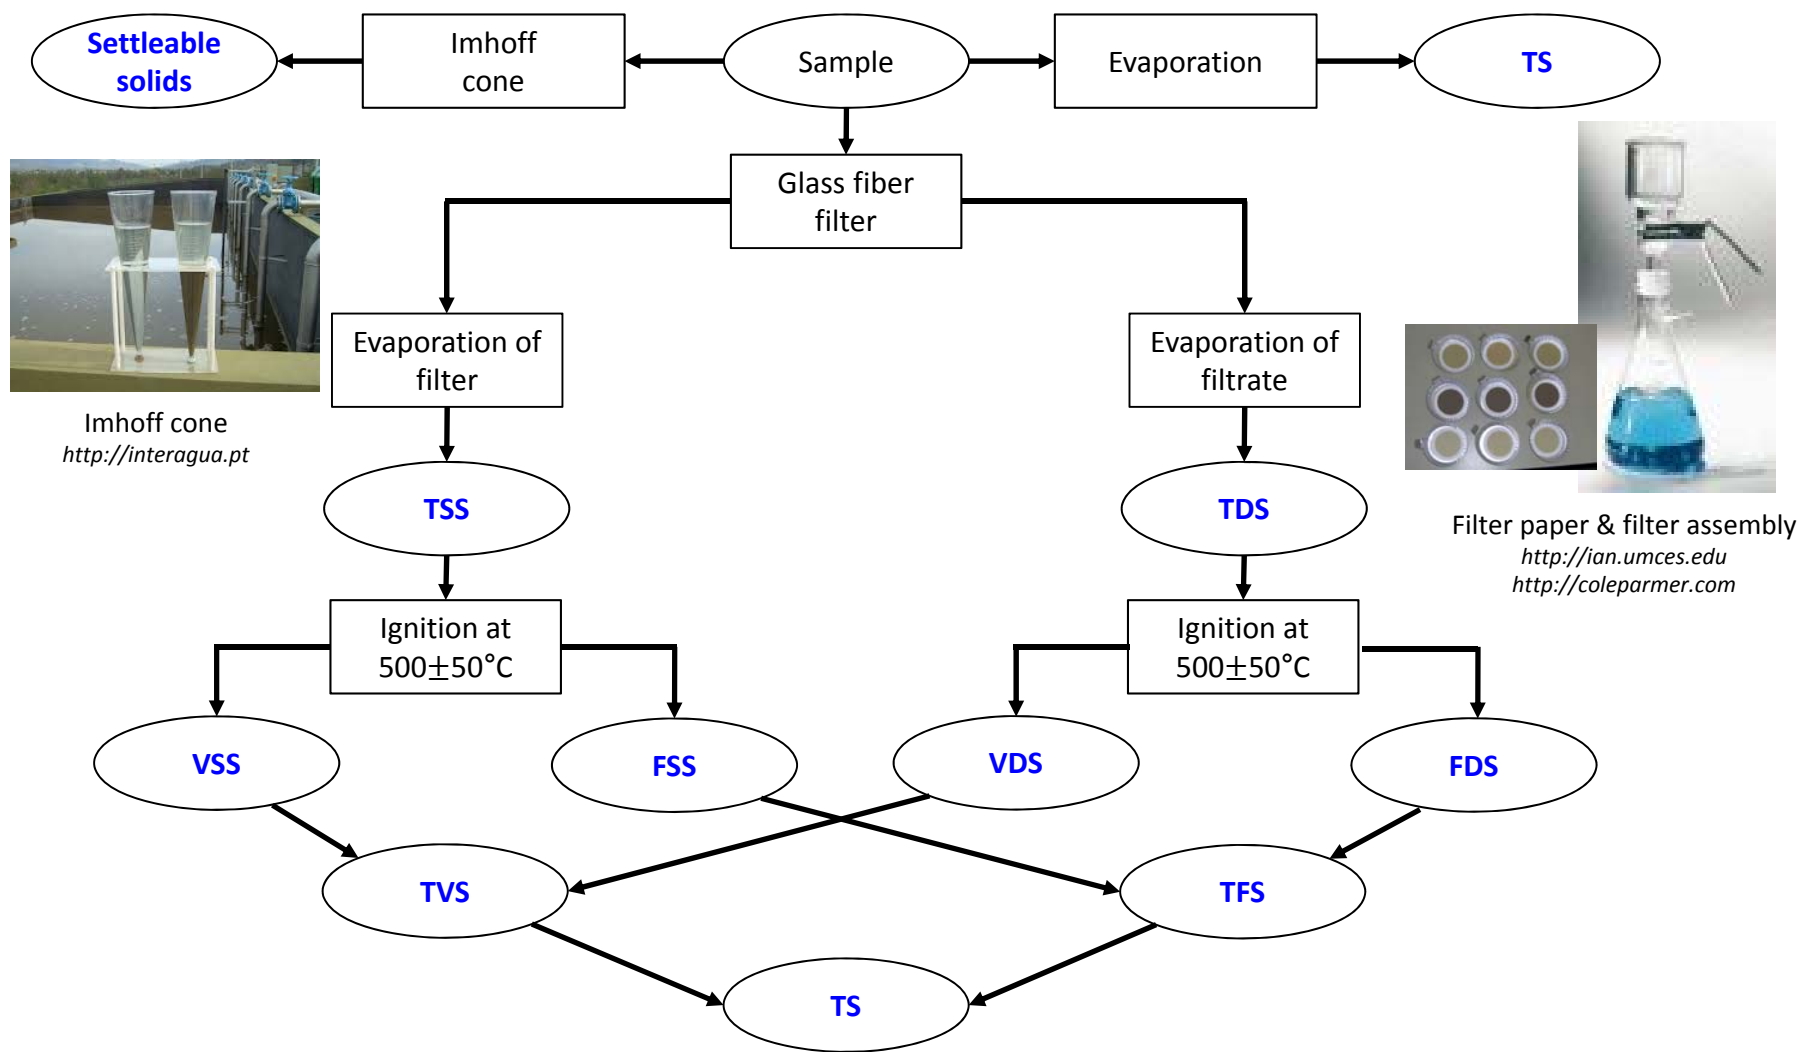 Settleable
solids
Imhoff
cone
Sample
Evaporation
TS
Glass fiber
filter
Evaporation of
filter
Evaporation of
filtrate
Imhoff cone
http://interagua.pt
TSS
TDS
Filter paper & filter assembly
http://ian.umces.edu
http://coleparmer.com
Ignition at
500±50°C
Ignition at
500±50°C
VSS
FSS
VDS
FDS
TVS
TFS
TS